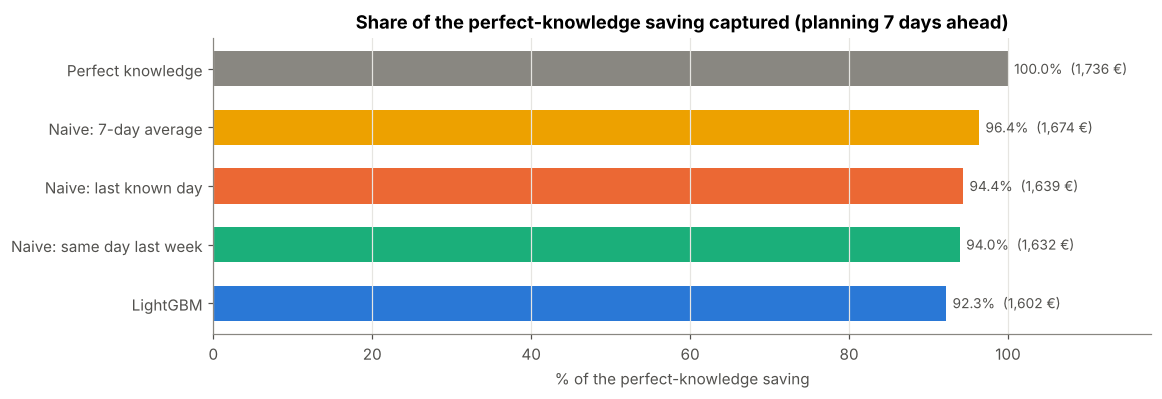 Share of the perfect-knowledge saving captured (planning 7 days ahead)
Perfect knowledge 100.0% (1,736 €)
Naive: 7-day average 96.4% (1,674 €)
Naive: last known day 94.4% (1,639 €)
Naive: same day last week 94.0% (1,632 €)
LightGBM 92.3% (1,602 €)
0 20 40 60 80 100
% of the perfect-knowledge saving